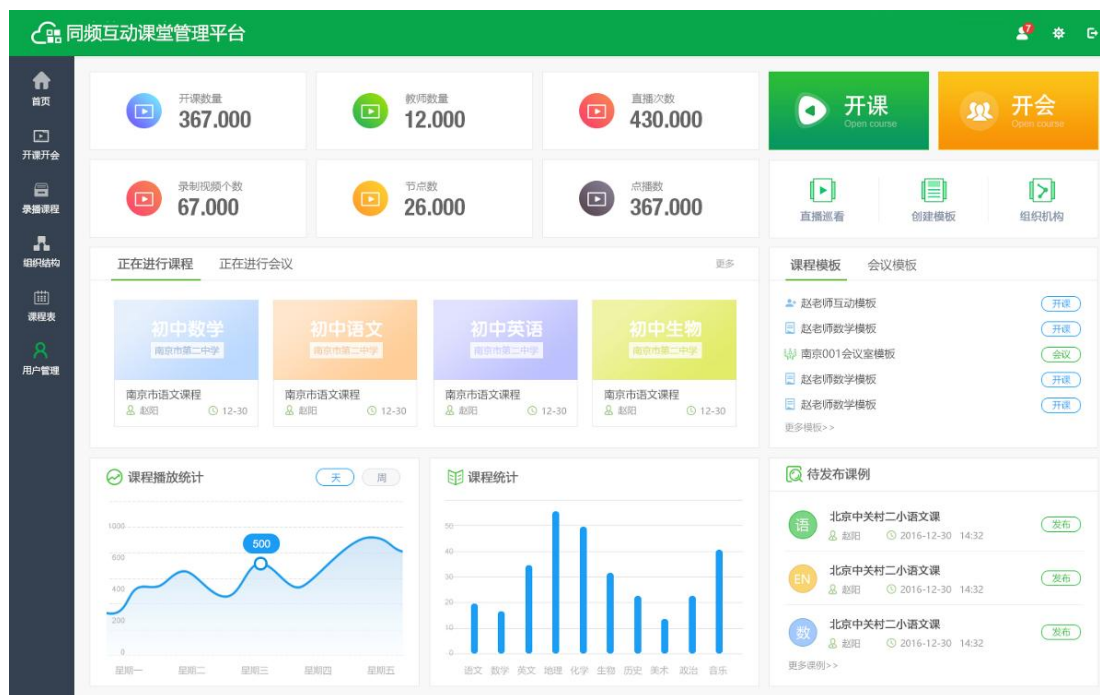 同频互动课堂管理平台
7
首页
开课开会
录播课程
组织结构
课程表
用户管理
开课数量
367.000
教师数量
12.000
直播次数
430.000
开课
Open course
开会
Open course
录制视频个数
67.000
节点数
26.000
点播数
367.000
直播巡看
创建模板
组织机构
正在进行课程 正在进行会议 更多
初中数学
南京市第二中学
南京市语文课程
赵阳 12-30
初中语文
南京市第二中学
南京市语文课程
赵阳 12-30
初中英语
南京市第二中学
南京市语文课程
赵阳 12-30
初中生物
南京市第二中学
南京市语文课程
赵阳 12-30
课程模板 会议模板
赵老师互动模板 开课
赵老师数学模板 开课
南京001会议室模板 会议
赵老师数学模板 开课
赵老师数学模板 开课
更多模板>>
课程播放统计 天 周
1000
600
400
200
0
500
星期一 星期二 星期三 星期四 星期五
课程统计
50
40
30
20
10
0
语文 数学 英文 地理 化学 生物 历史 美术 政治 音乐
待发布课例
语
北京中关村二小语文课
赵阳 2016-12-30 14:32
发布
EN
北京中关村二小语文课
赵阳 2016-12-30 14:32
发布
数
北京中关村二小语文课
赵阳 2016-12-30 14:32
发布
更多课例>>